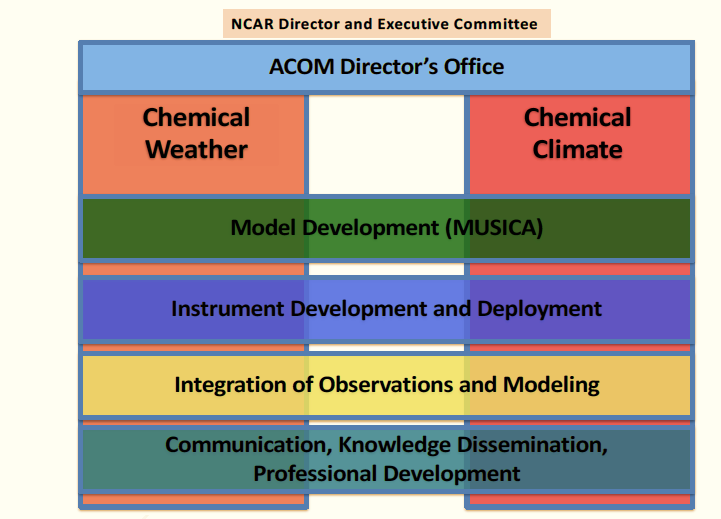 NCAR Director and Executive Committee
ACOM Director’s Office
Chemical
Weather
Chemical
Climate
Model Development (MUSICA)
Instrument Development and Deployment
Integration of Observations and Modeling
Communication, Knowledge Dissemination,
Professional Development